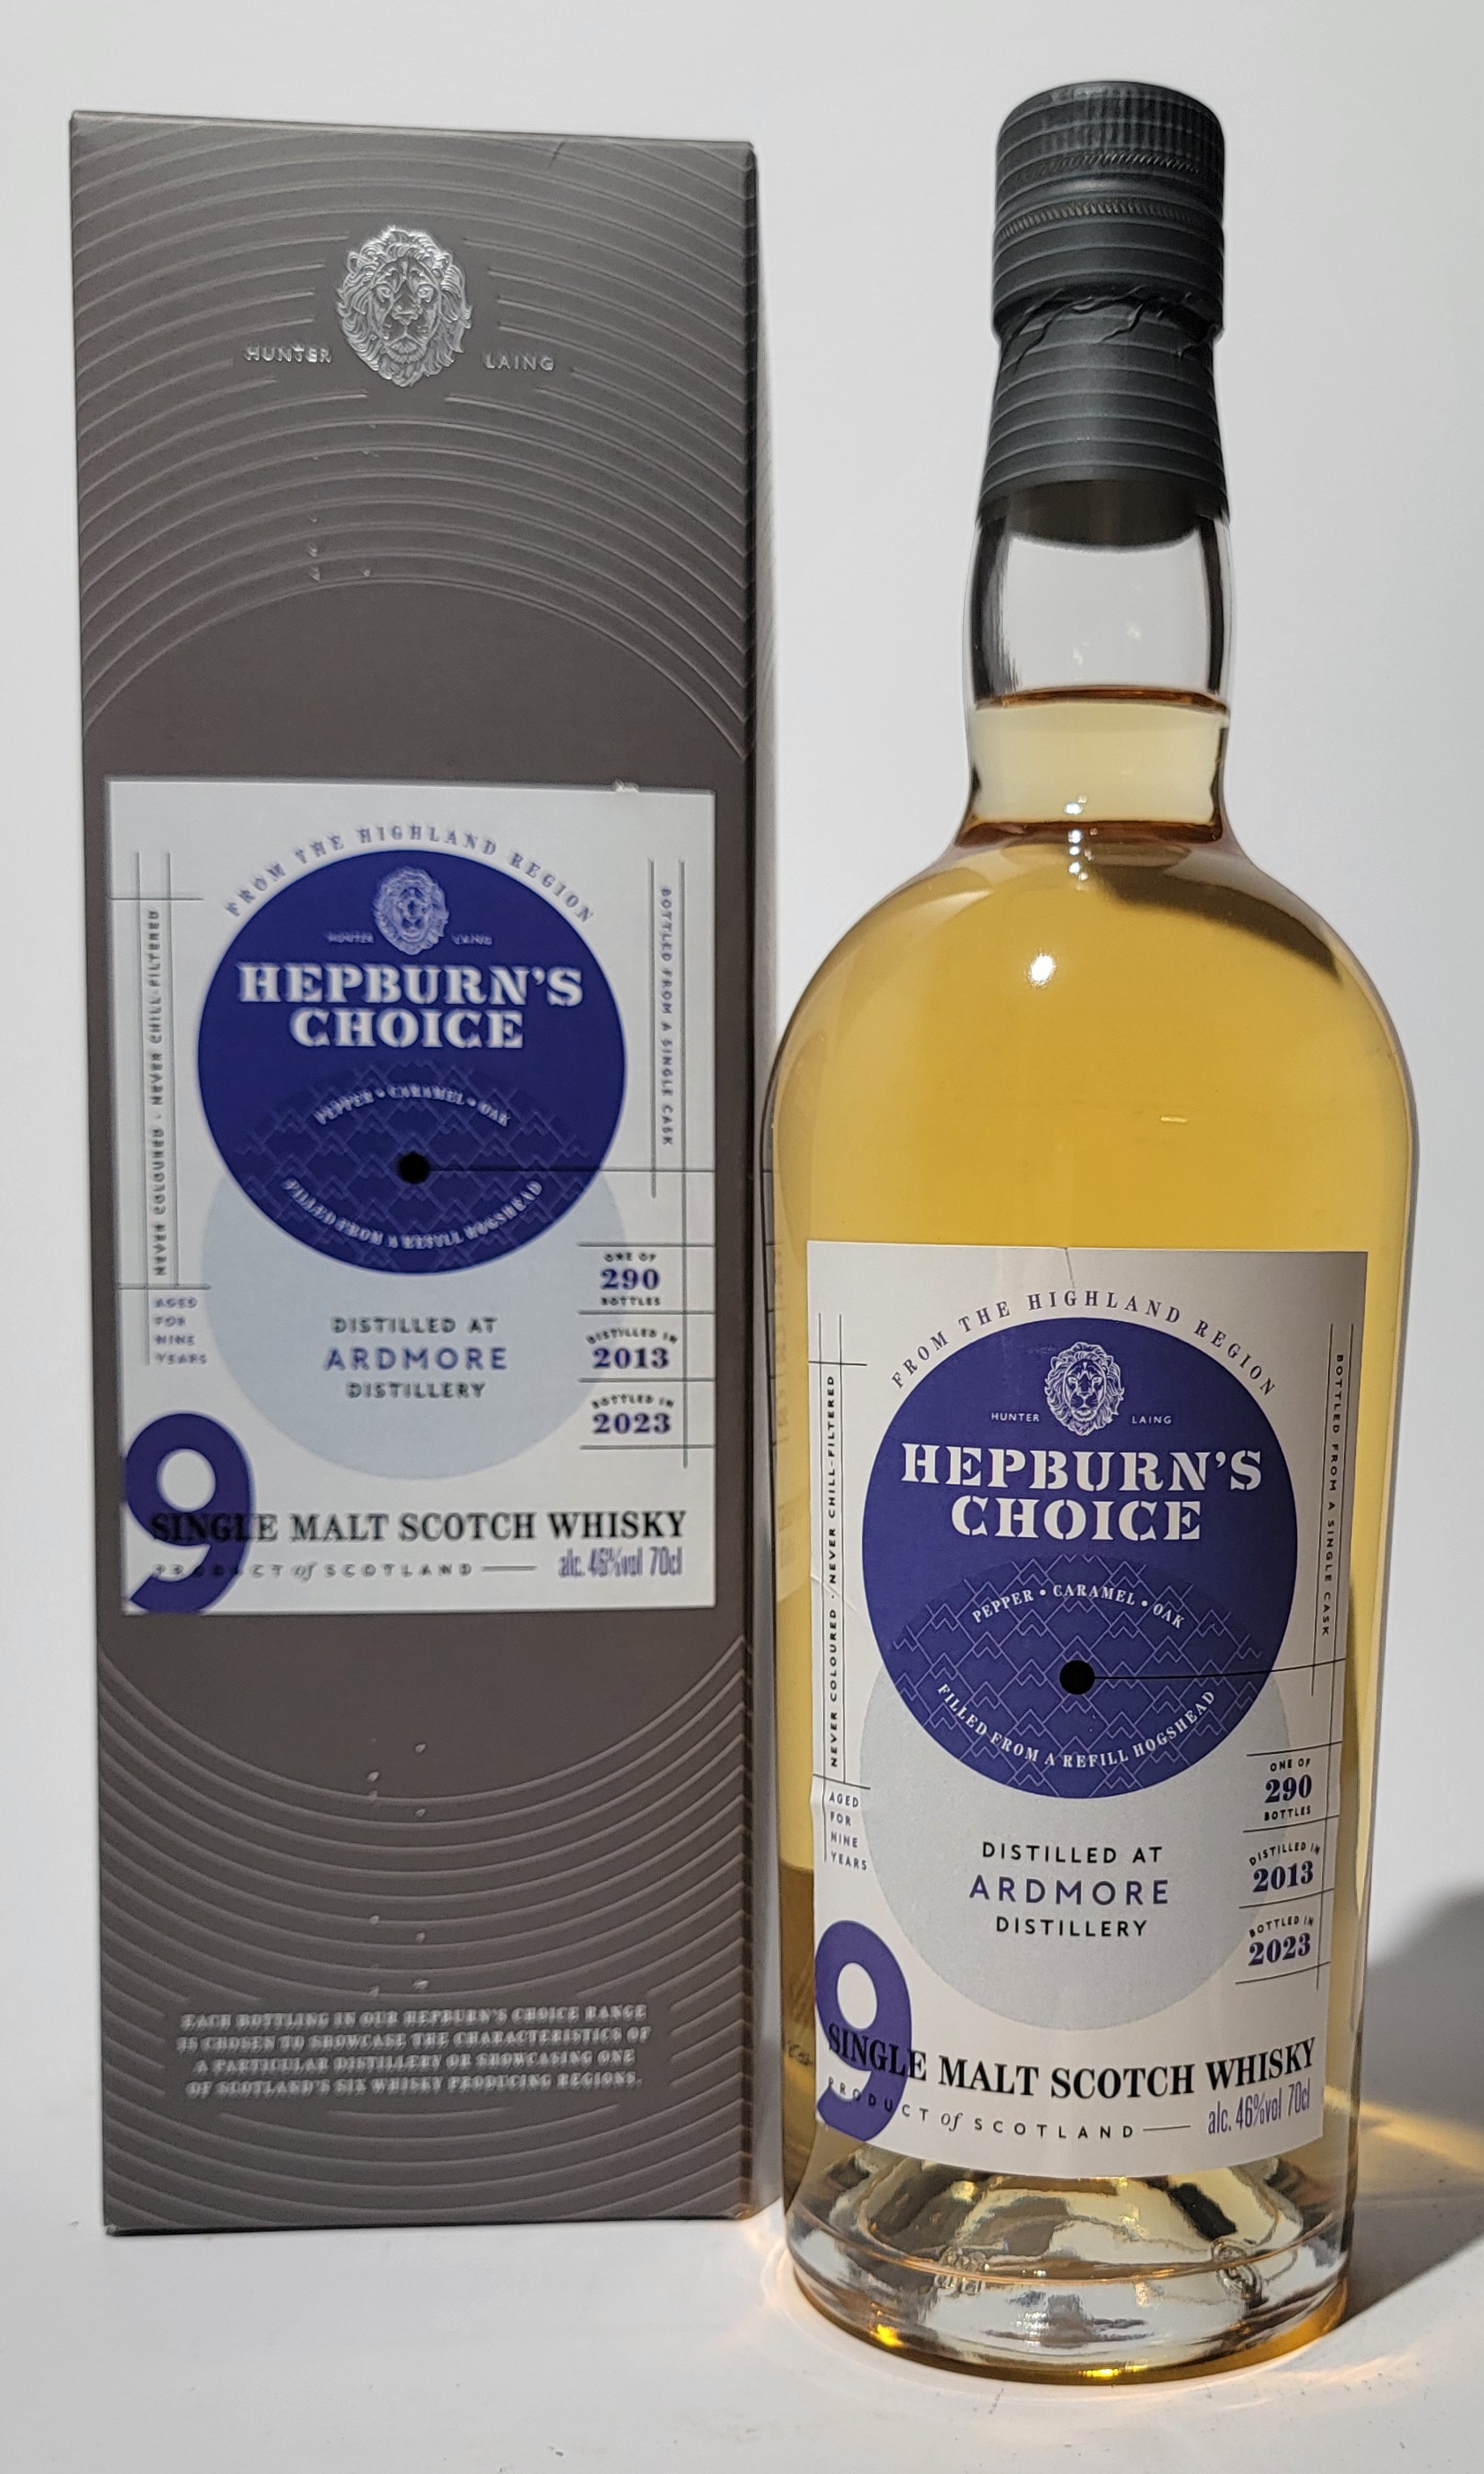 HUNTER LAING
FROM THE HIGHLAND REGION
HUNTER LAING
HEPBURN'S
CHOICE
PEPPER • CARAMEL • OAK
FILLED FROM A REFILL HOGSHEAD
NEVER COLOURED · NEVER CHILL-FILTERED
BOTTLED FROM A SINGLE CASK
AGED
FOR
NINE
YEARS
ONE OF
290
BOTTLES
DISTILLED IN
2013
BOTTLED IN
2023
DISTILLED AT
ARDMORE
DISTILLERY
9
SINGLE MALT SCOTCH WHISKY
PRODUCT of SCOTLAND
alc. 46%vol 70cl
EACH BOTTLING IN OUR HEPBURN'S CHOICE RANGE
IS CHOSEN TO SHOWCASE THE CHARACTERISTICS OF
A PARTICULAR DISTILLERY OR SHOWCASING ONE
OF SCOTLAND'S SIX WHISKY PRODUCING REGIONS.
FROM THE HIGHLAND REGION
HUNTER LAING
HEPBURN'S
CHOICE
PEPPER • CARAMEL • OAK
FILLED FROM A REFILL HOGSHEAD
NEVER COLOURED · NEVER CHILL-FILTERED
BOTTLED FROM A SINGLE CASK
AGED
FOR
NINE
YEARS
ONE OF
290
BOTTLES
DISTILLED IN
2013
BOTTLED IN
2023
DISTILLED AT
ARDMORE
DISTILLERY
9
SINGLE MALT SCOTCH WHISKY
PRODUCT of SCOTLAND
alc. 46%vol 70cl